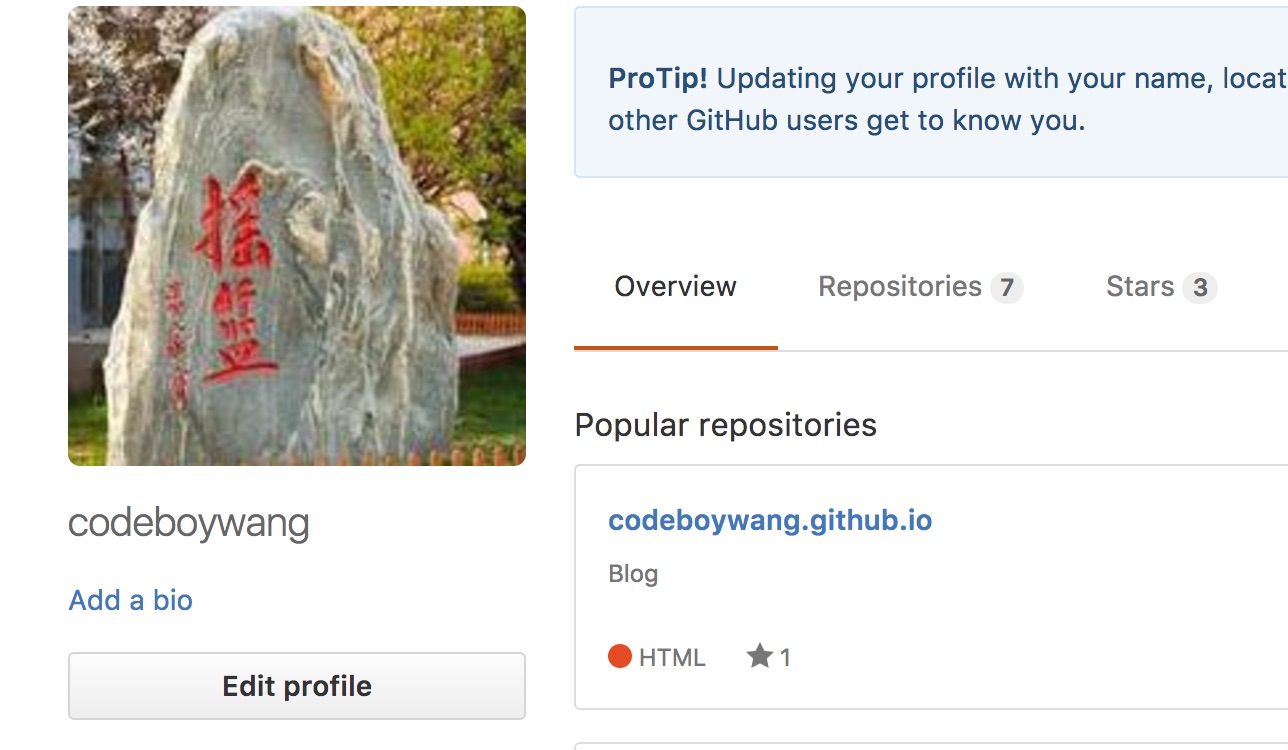 摇篮
codeboywang
Add a bio
Edit profile
ProTip! Updating your profile with your name, locat
other GitHub users get to know you.
Overview
Repositories 7
Stars 3
Popular repositories
codeboywang.github.io
Blog
HTML
1